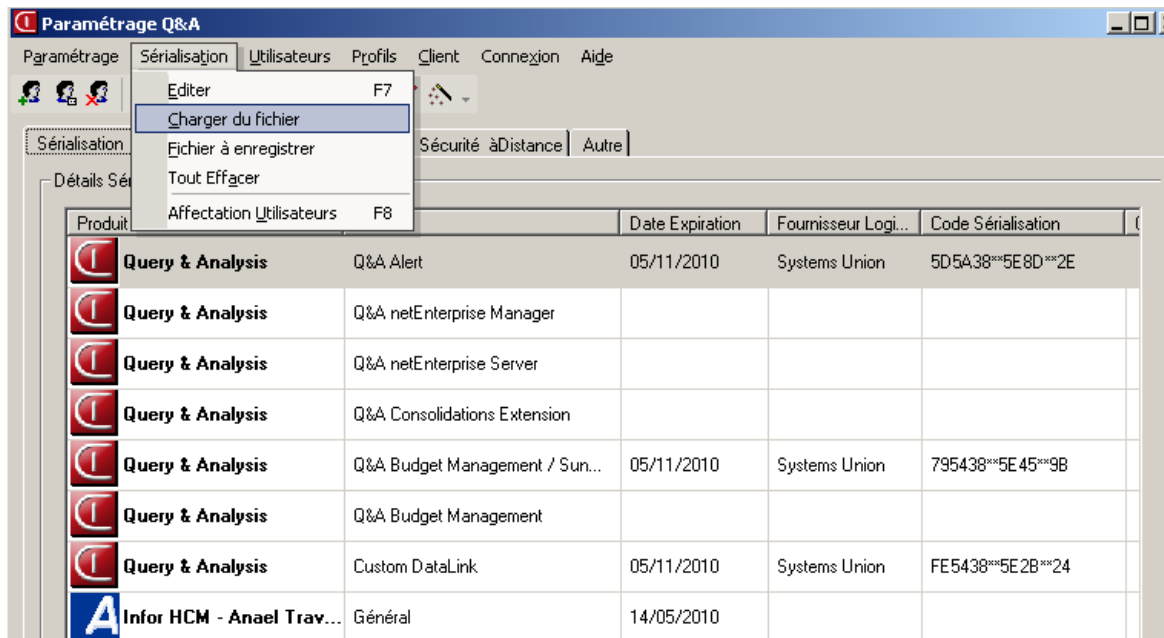 Paramétrage Q&A
Paramétrage Sérialisation Utilisateurs Profils Client Connexion Aide
Editer F7
Charger du fichier
Fichier à enregistrer
Tout Effacer
Affectation Utilisateurs F8
Sérialisation Sécurité àDistance Autre
Détails Séri
Produit Date Expiration Fournisseur Logi... Code Sérialisation
Query & Analysis Q&A Alert 05/11/2010 Systems Union 5D5A38**5E8D**2E
Query & Analysis Q&A netEnterprise Manager
Query & Analysis Q&A netEnterprise Server
Query & Analysis Q&A Consolidations Extension
Query & Analysis Q&A Budget Management / Sun... 05/11/2010 Systems Union 795438**5E45**9B
Query & Analysis Q&A Budget Management
Query & Analysis Custom DataLink 05/11/2010 Systems Union FE5438**5E2B**24
Infor HCM - Anael Trav... Général 14/05/2010